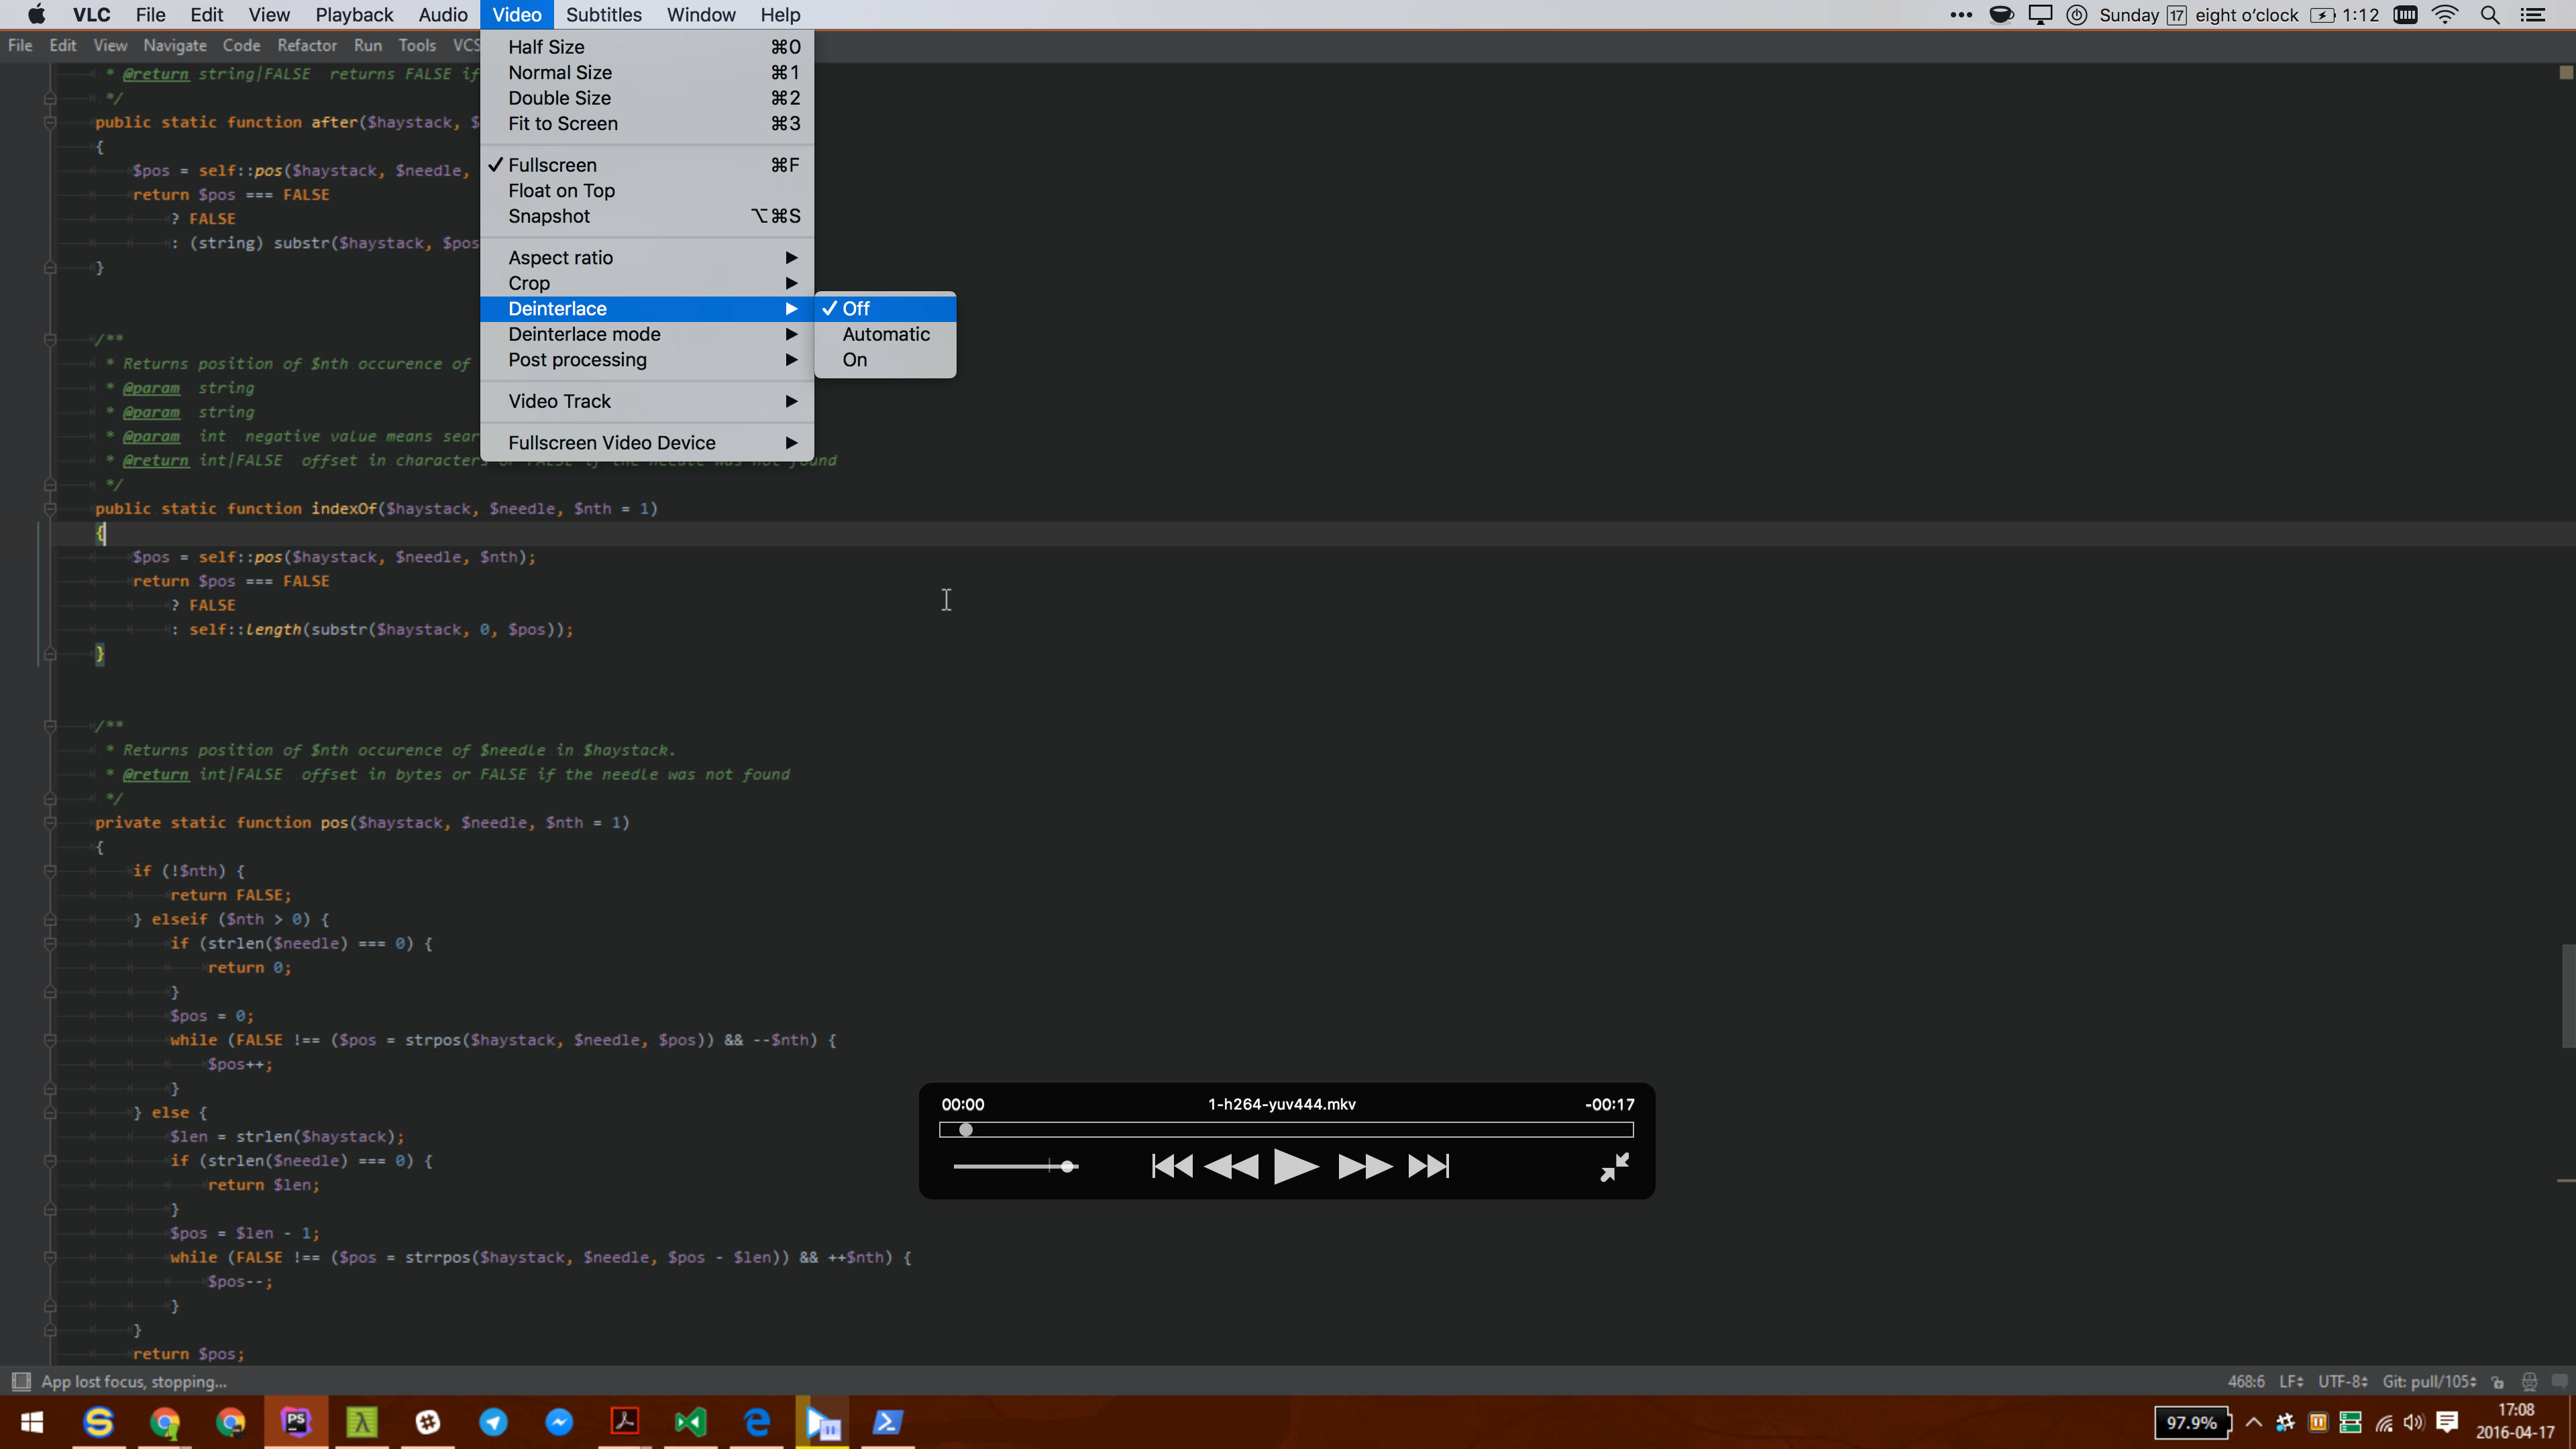 VLC File Edit View Playback Audio Video Subtitles Window Help ••• Sunday 17 eight o'clock 1:12
File Edit View Navigate Code Refactor Run Tools VCS
Half Size ⌘0
Normal Size ⌘1
Double Size ⌘2
Fit to Screen ⌘3
✓ Fullscreen ⌘F
Float on Top
Snapshot ⌥⌘S
Aspect ratio ▶
Crop ▶
Deinterlace ▶
Deinterlace mode ▶
Post processing ▶
Video Track ▶
Fullscreen Video Device ▶
✓ Off
Automatic
On
* @return string|FALSE returns FALSE if
*/
public static function after($haystack, $
{
$pos = self::pos($haystack, $needle,
return $pos === FALSE
? FALSE
: (string) substr($haystack, $pos
}
/**
* Returns position of $nth occurence of
* @param string
* @param string
* @param int negative value means sear
* @return int|FALSE offset in characters or FALSE if the needle was not found
*/
public static function indexOf($haystack, $needle, $nth = 1)
{
$pos = self::pos($haystack, $needle, $nth);
return $pos === FALSE
? FALSE
: self::length(substr($haystack, 0, $pos));
}
/**
* Returns position of $nth occurence of $needle in $haystack.
* @return int|FALSE offset in bytes or FALSE if the needle was not found
*/
private static function pos($haystack, $needle, $nth = 1)
{
if (!$nth) {
return FALSE;
} elseif ($nth > 0) {
if (strlen($needle) === 0) {
return 0;
}
$pos = 0;
while (FALSE !== ($pos = strpos($haystack, $needle, $pos)) && --$nth) {
$pos++;
}
} else {
$len = strlen($haystack);
if (strlen($needle) === 0) {
return $len;
}
$pos = $len - 1;
while (FALSE !== ($pos = strrpos($haystack, $needle, $pos - $len)) && ++$nth) {
$pos--;
}
}
return $pos;
00:00 1-h264-yuv444.mkv -00:17
App lost focus, stopping... 468:6 LF UTF-8 Git: pull/105
PS
97.9% 17:08
2016-04-17